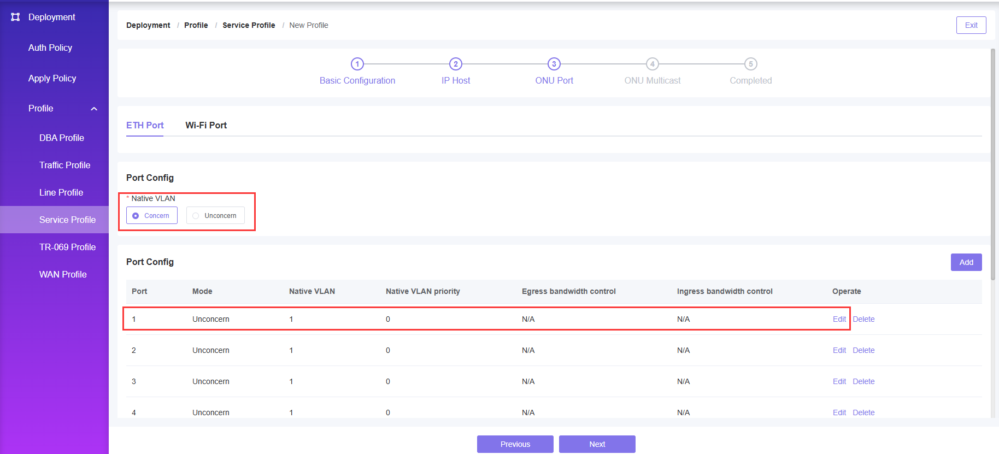 Deployment
Auth Policy
Apply Policy
Profile
DBA Profile
Traffic Profile
Line Profile
Service Profile
TR-069 Profile
WAN Profile
Deployment / Profile / Service Profile / New Profile
Exit
1 2 3 4 5
Basic Configuration IP Host ONU Port ONU Multicast Completed
ETH Port Wi-Fi Port
Port Config
* Native VLAN
Concern Unconcern
Port Config
Add
Port Mode Native VLAN Native VLAN priority Egress bandwidth control Ingress bandwidth control Operate
1 Unconcern 1 0 N/A N/A Edit Delete
2 Unconcern 1 0 N/A N/A Edit Delete
3 Unconcern 1 0 N/A N/A Edit Delete
4 Unconcern 1 0 N/A N/A Edit Delete
Previous Next